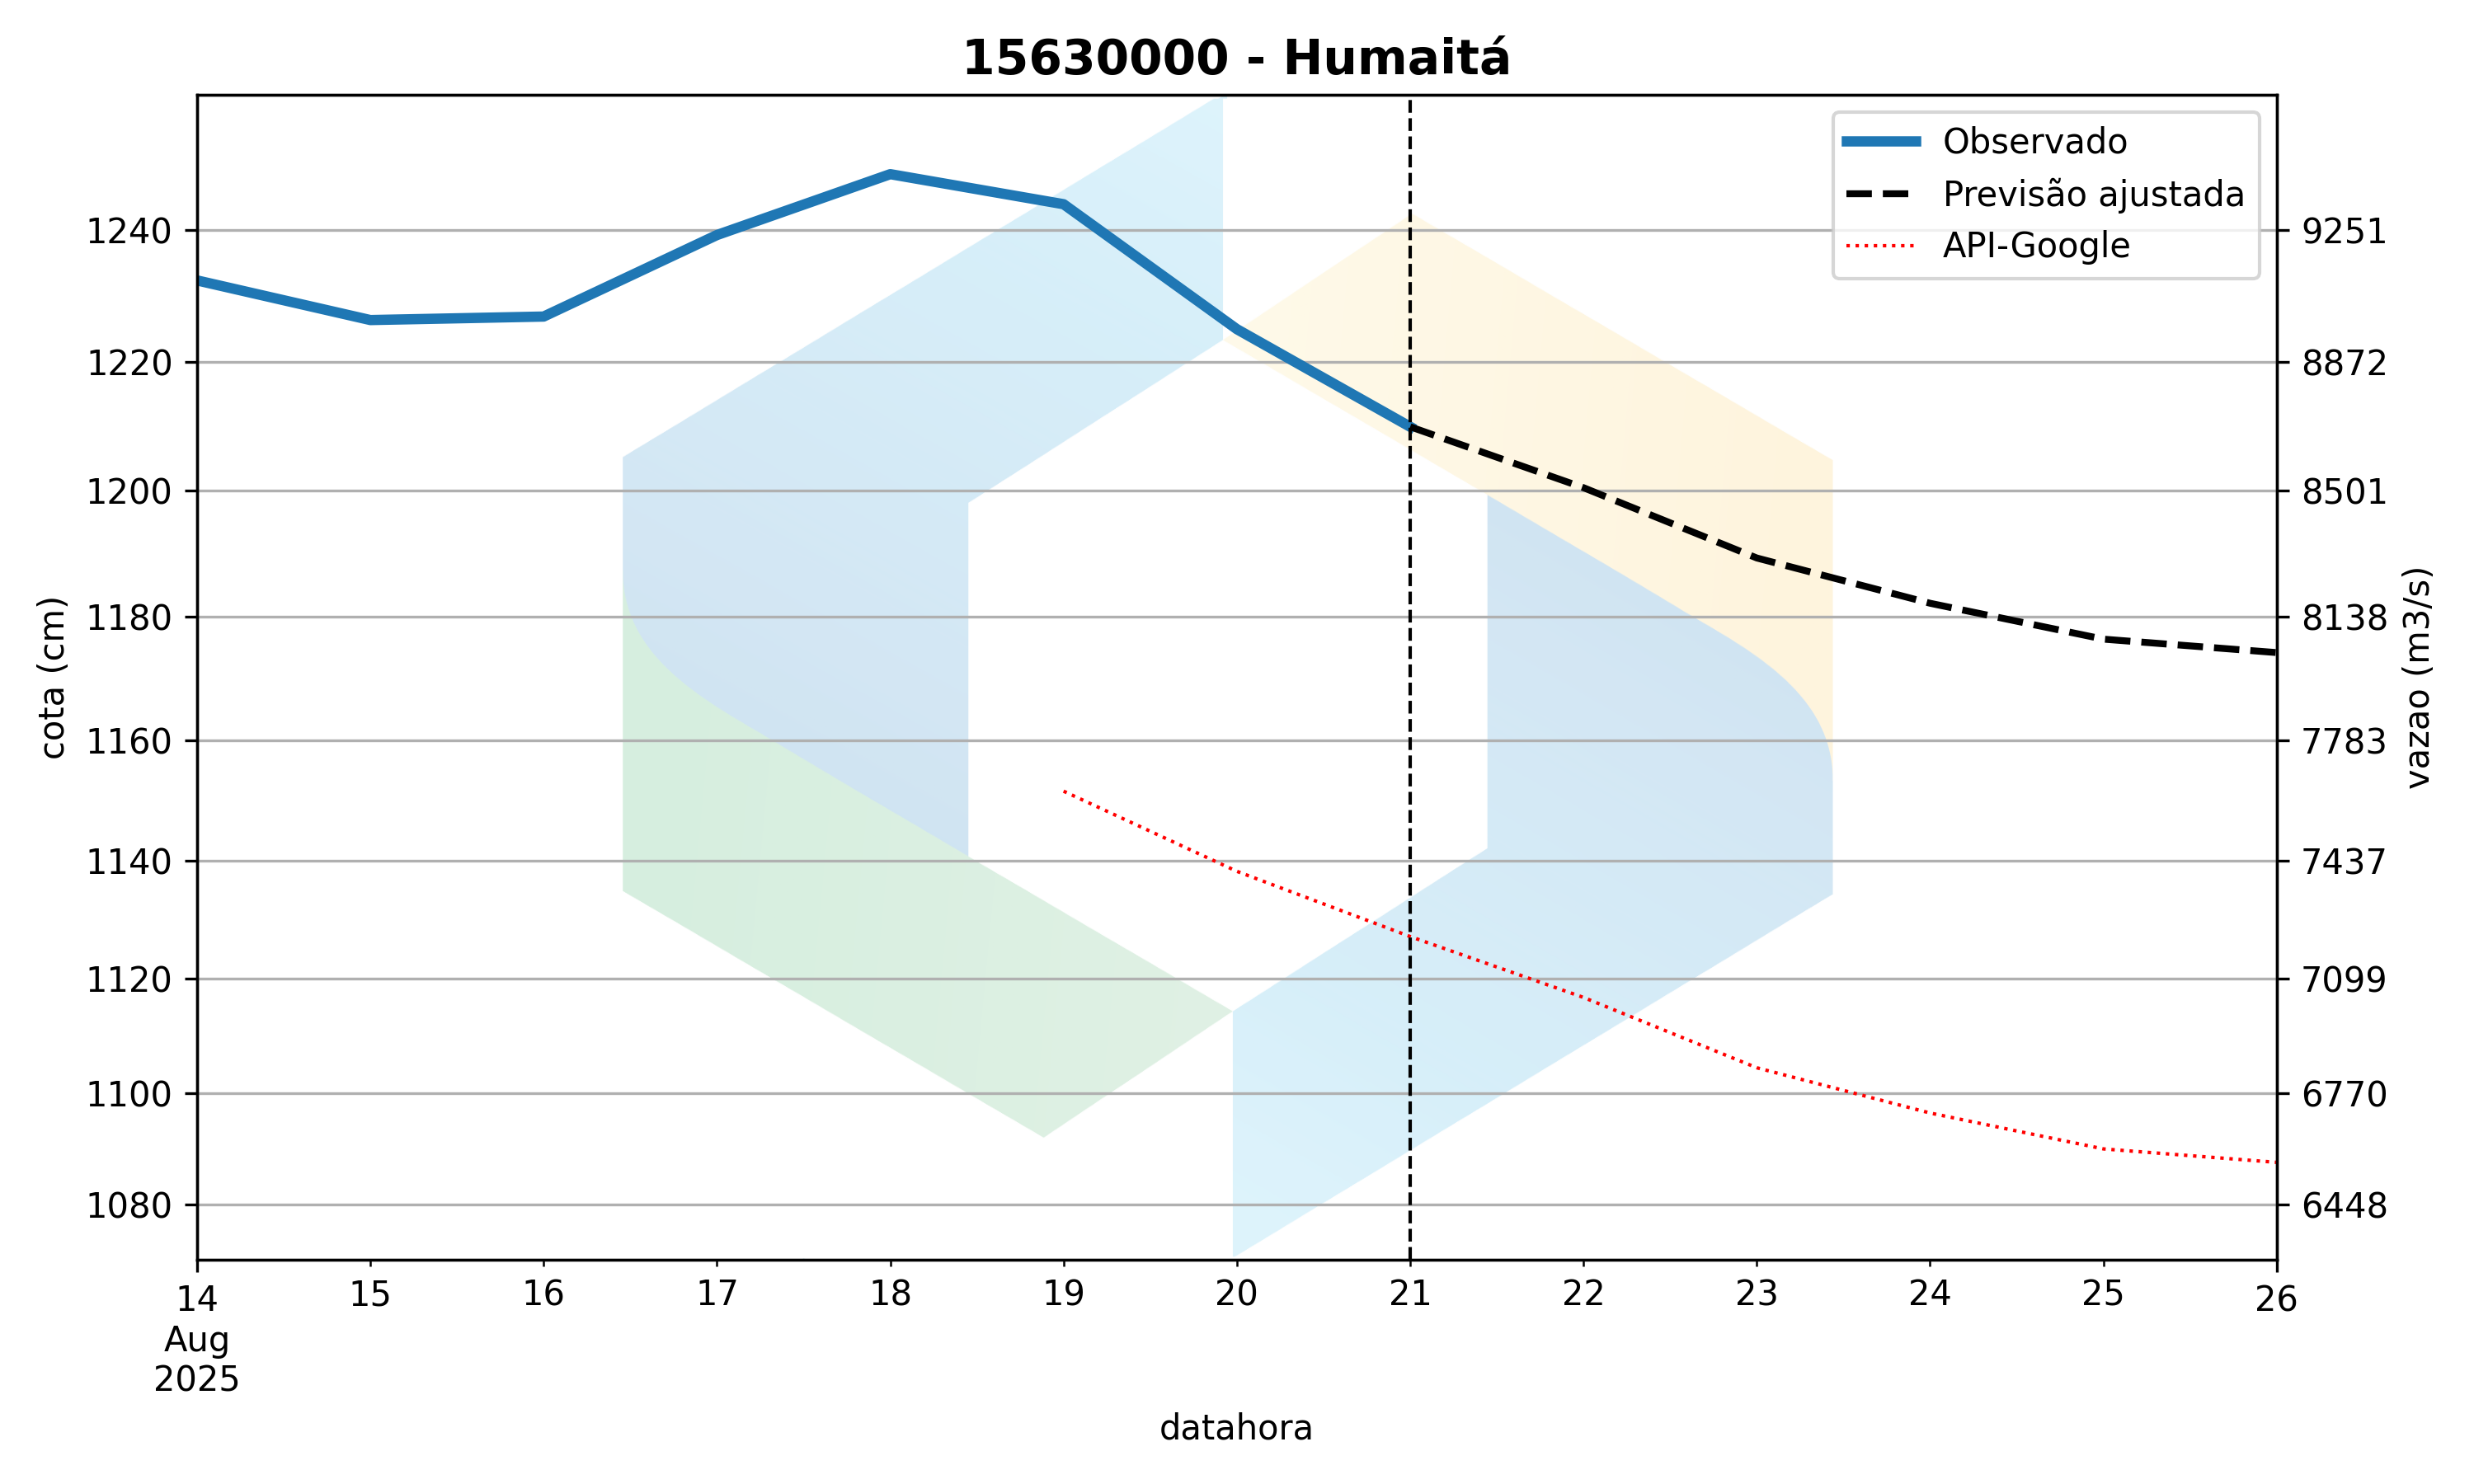 15630000 - Humaitá
Observado
Previsão ajustada
API-Google
1240
1220
1200
1180
1160
1140
1120
1100
1080
cota (cm)
9251
8872
8501
8138
7783
7437
7099
6770
6448
vazao (m3/s)
14 15 16 17 18 19 20 21 22 23 24 25 26
Aug
2025
datahora